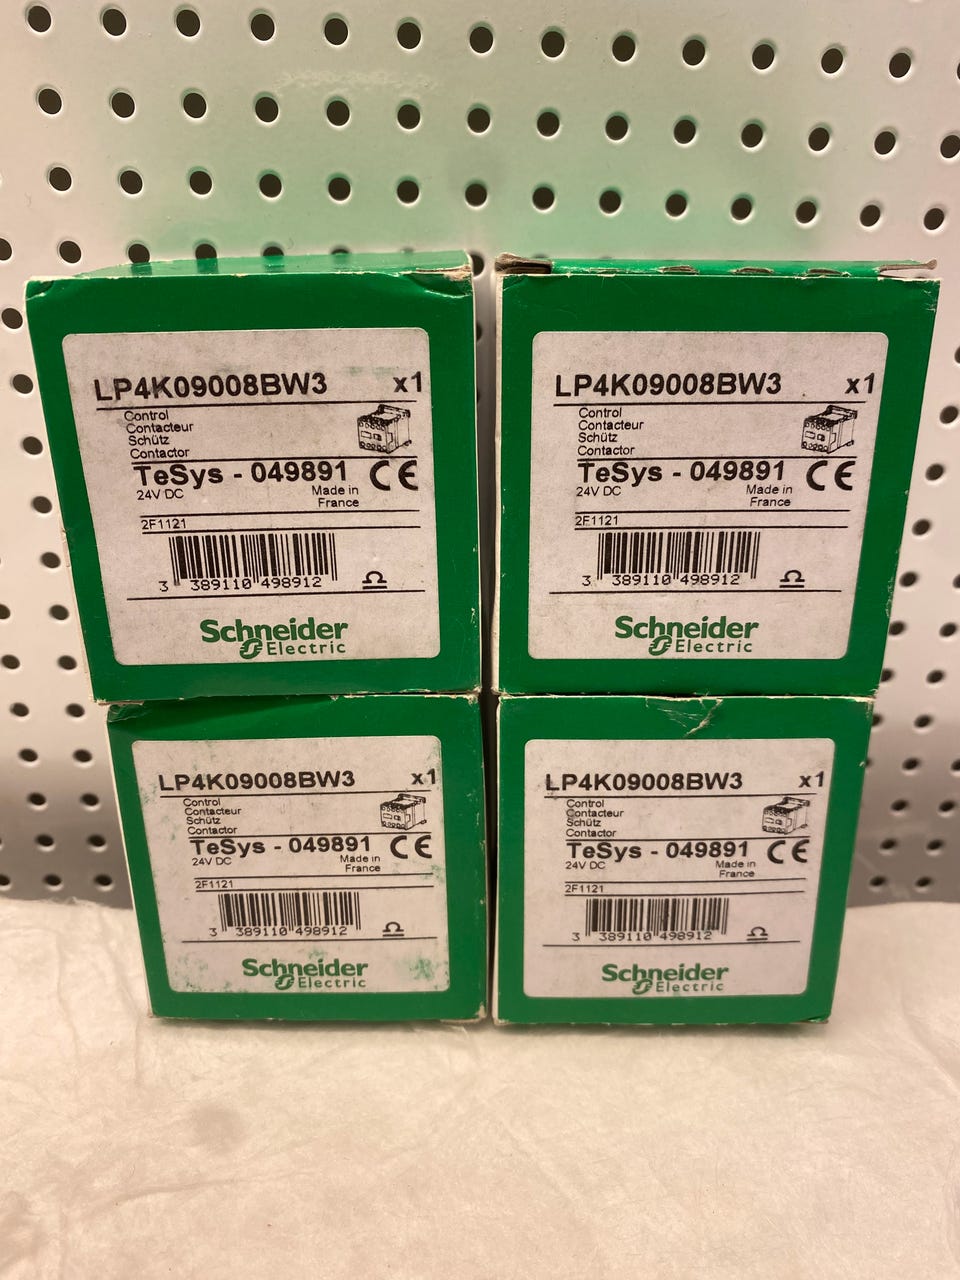 LP4K09008BW3 x1
Control
Contacteur
Schütz
Contactor
TeSys - 049891 CE
24V DC Made in
France
2F1121
3 389110 498912
Schneider
Electric
LP4K09008BW3 x1
Control
Contacteur
Schütz
Contactor
TeSys - 049891 CE
24V DC Made in
France
2F1121
3 389110 498912
Schneider
Electric
LP4K09008BW3 x1
Control
Contacteur
Schütz
Contactor
TeSys - 049891 CE
24V DC Made in
France
2F1121
3 389110 498912
Schneider
Electric
LP4K09008BW3 x1
Control
Contacteur
Schütz
Contactor
TeSys - 049891 CE
24V DC Made in
France
2F1121
3 389110 498912
Schneider
Electric